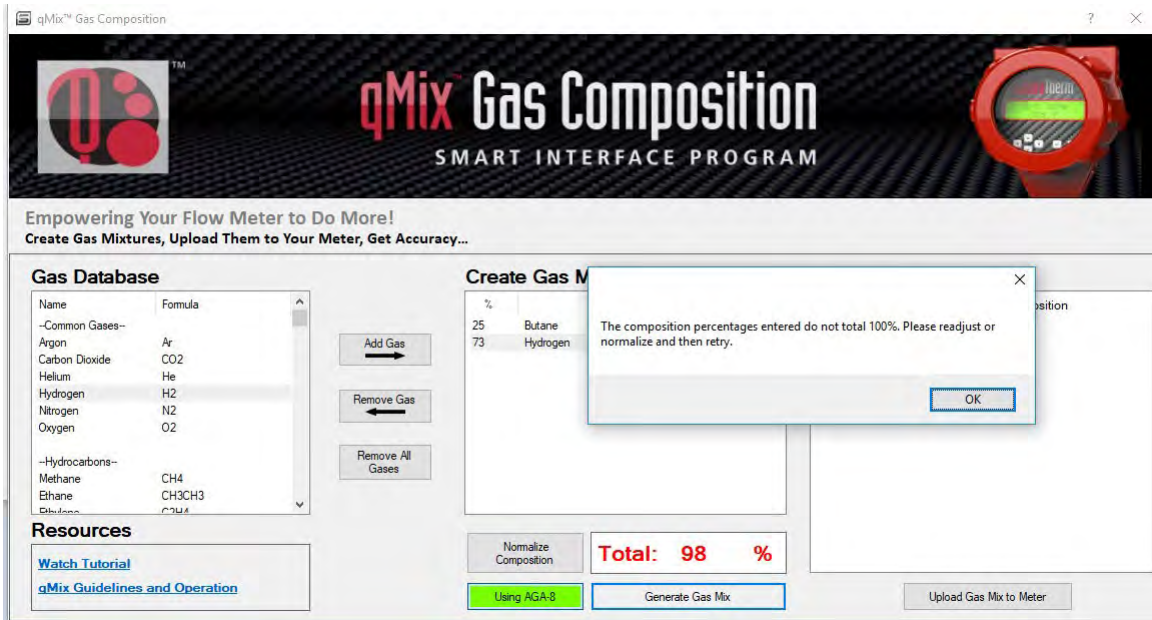 qMix™ Gas Composition
?
TM
qMix™ Gas Composition
SMART INTERFACE PROGRAM
Empowering Your Flow Meter to Do More!
Create Gas Mixtures, Upload Them to Your Meter, Get Accuracy...
Gas Database
Name Formula
--Common Gases--
Argon Ar
Carbon Dioxide CO2
Helium He
Hydrogen H2
Nitrogen N2
Oxygen O2
--Hydrocarbons--
Methane CH4
Ethane CH3CH3
Ethylene C2H4
Add Gas
Remove Gas
Remove All
Gases
Create Gas M
%
25 Butane
73 Hydrogen
The composition percentages entered do not total 100%. Please readjust or
normalize and then retry.
OK
osition
Resources
Watch Tutorial
qMix Guidelines and Operation
Normalize
Composition
Total: 98 %
Using AGA-8
Generate Gas Mix
Upload Gas Mix to Meter